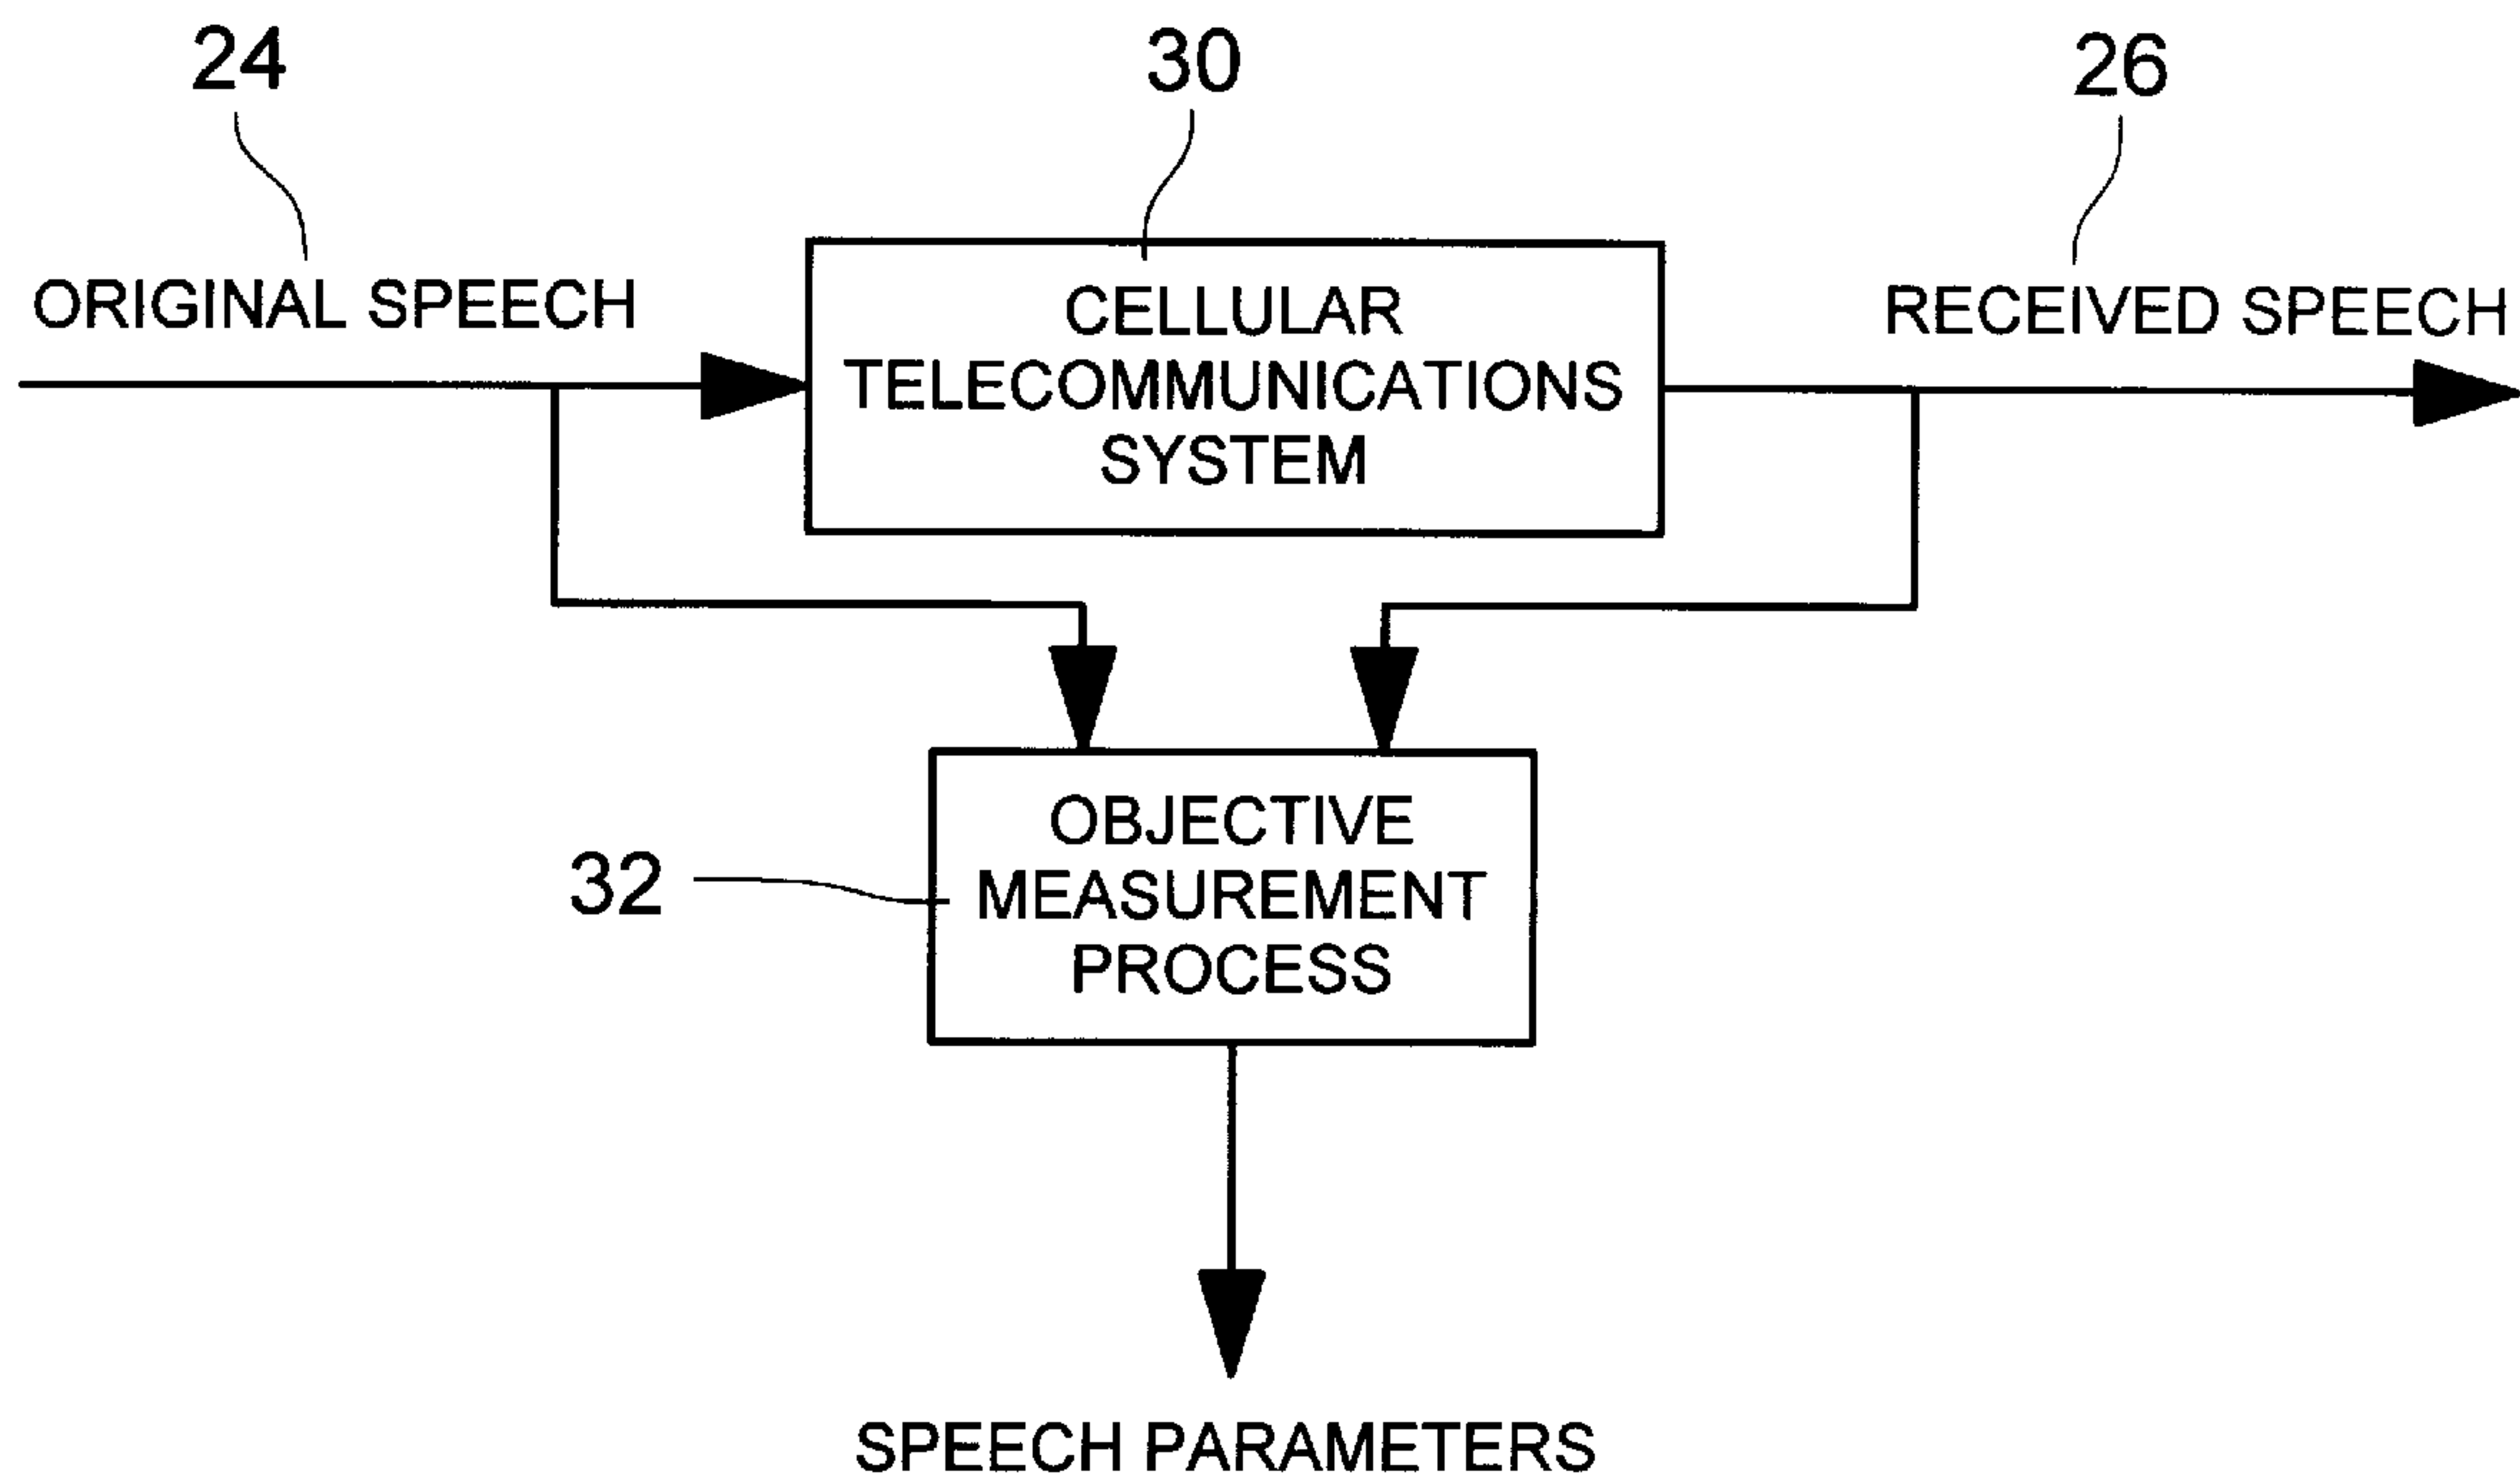 24
30
26
ORIGINAL SPEECH
CELLULAR
TELECOMMUNICATIONS
SYSTEM
RECEIVED SPEECH
32
OBJECTIVE
MEASUREMENT
PROCESS
SPEECH PARAMETERS